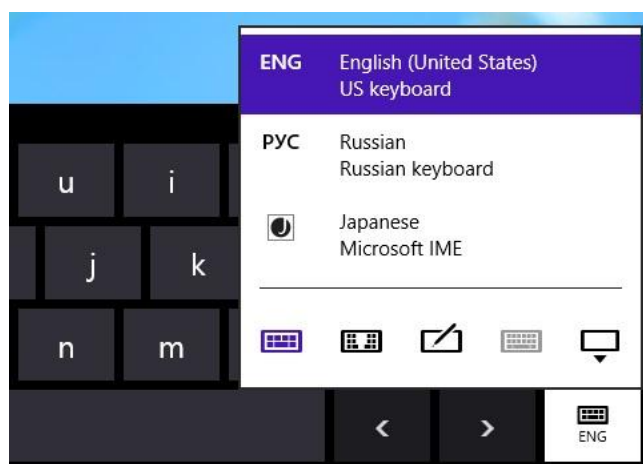 ENG English (United States)
US keyboard
РУС Russian
Russian keyboard
Japanese
Microsoft IME
u i
j k
n m
< >
ENG